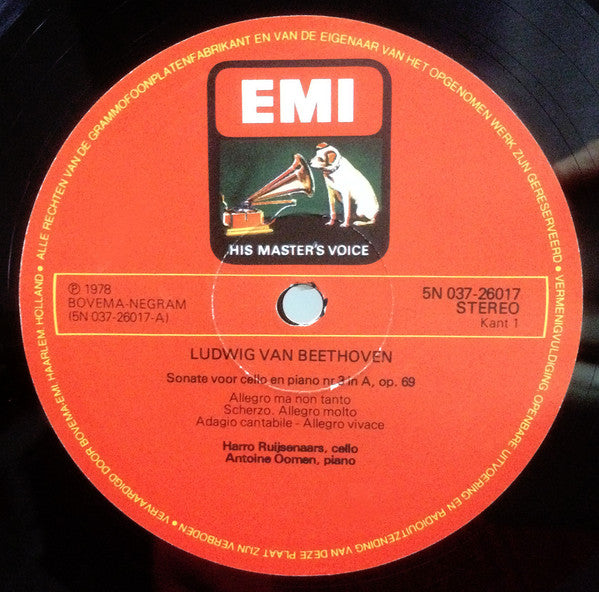 ALLE RECHTEN VAN DE GRAMMOFOONPLATENFABRIKANT EN VAN DE EIGENAAR VAN HET OPGENOMEN WERK ZIJN GERESERVEERD • VERMENIGVULDIGING OPENBARE UITVOERING EN RADIOUITZENDING VAN DEZE PLAAT ZIJN VERBODEN • VERVAARDIGD DOOR BOVEMA-EMI HAARLEM HOLLAND •
EMI
HIS MASTER'S VOICE
℗ 1978
BOVEMA-NEGRAM
(5N 037-26017-A)
5N 037-26017
STEREO
Kant 1
LUDWIG VAN BEETHOVEN
Sonate voor cello en piano nr 3 in A, op. 69
Allegro ma non tanto
Scherzo. Allegro molto
Adagio cantabile - Allegro vivace
Harro Ruijsenaars, cello
Antoine Oomen, piano